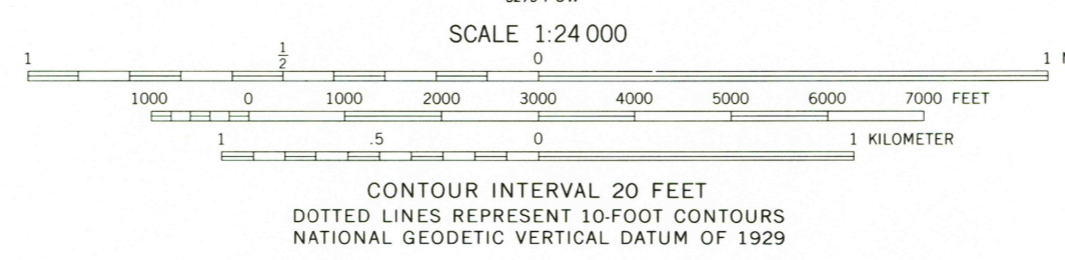 SCALE 1:24 000
1 1/2 0 1
1000 0 1000 2000 3000 4000 5000 6000 7000 FEET
1 .5 0 1 KILOMETER
CONTOUR INTERVAL 20 FEET
DOTTED LINES REPRESENT 10-FOOT CONTOURS
NATIONAL GEODETIC VERTICAL DATUM OF 1929